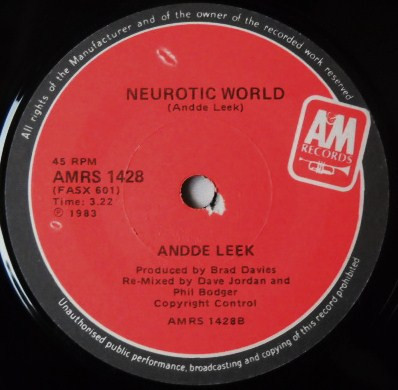 All rights of the Manufacturer and of the owner of the recorded work reserved
NEUROTIC WORLD
(Andde Leek)
A&M
RECORDS
45 RPM
AMRS 1428
(FASX 601)
Time: 3.22
℗ 1983
ANDDE LEEK
Produced by Brad Davies
Re-Mixed by Dave Jordan and
Phil Bodger
Copyright Control
AMRS 1428B
Unauthorised public performance, broadcasting and copying of this record prohibited